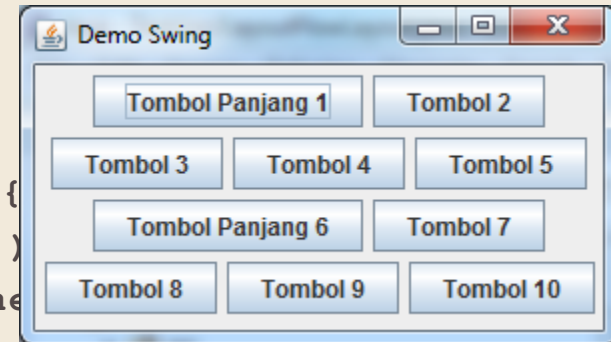 Demo Swing
Tombol Panjang 1 Tombol 2
Tombol 3 Tombol 4 Tombol 5
{
Tombol Panjang 6 Tombol 7
)
Tombol 8 Tombol 9 Tombol 10